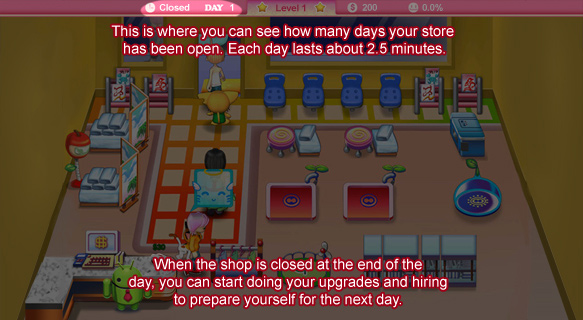 Closed DAY 1 Level 1 $ 200 0.0%
This is where you can see how many days your store
has been open. Each day lasts about 2.5 minutes.
When the shop is closed at the end of the
day, you can start doing your upgrades and hiring
to prepare yourself for the next day.